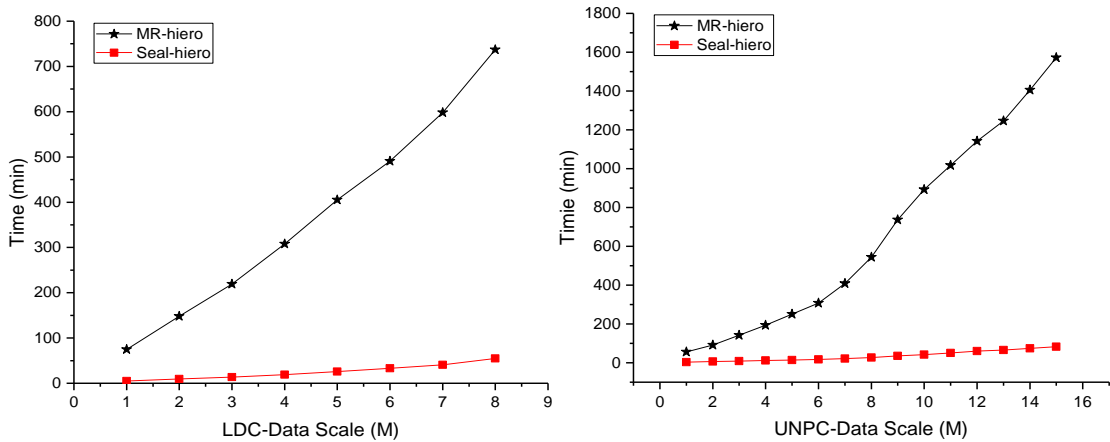 MR-hiero
Seal-hiero
800
700
600
500
400
300
200
100
0
Time (min)
0 1 2 3 4 5 6 7 8 9
LDC-Data Scale (M)
MR-hiero
Seal-hiero
1800
1600
1400
1200
1000
800
600
400
200
0
Timie (min)
0 2 4 6 8 10 12 14 16
UNPC-Data Scale (M)